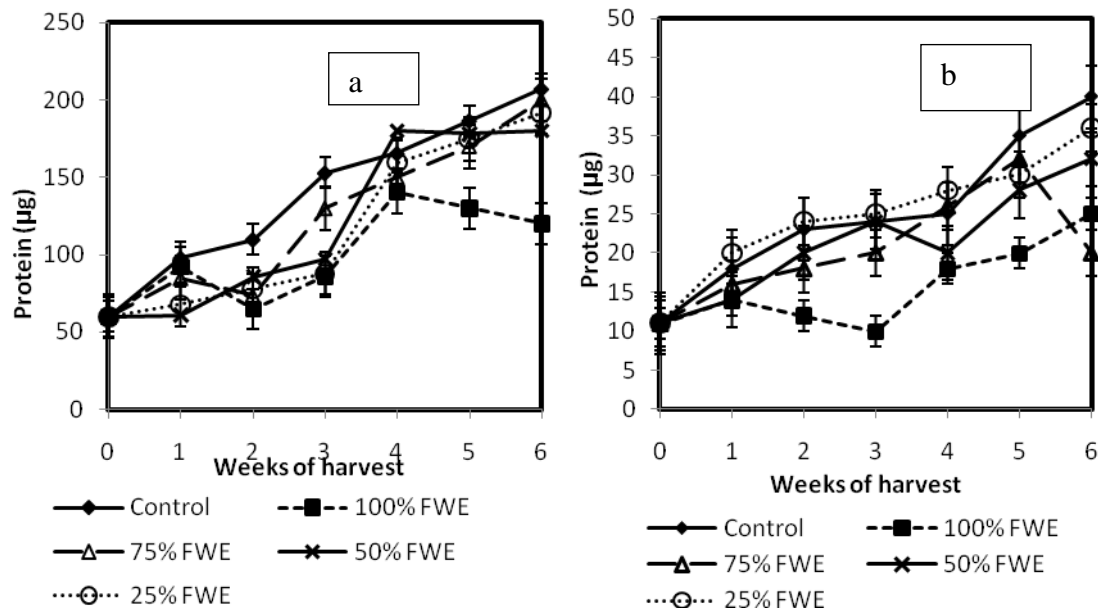 250
200
150
100
50
0
Protein (µg)
a
0 1 2 3 4 5 6
Weeks of harvest
Control 100% FWE
75% FWE 50% FWE
25% FWE
50
45
40
35
30
25
20
15
10
5
0
Protein (µg)
b
0 1 2 3 4 5 6
Weeks of harvest
Control 100% FWE
75% FWE 50% FWE
25% FWE